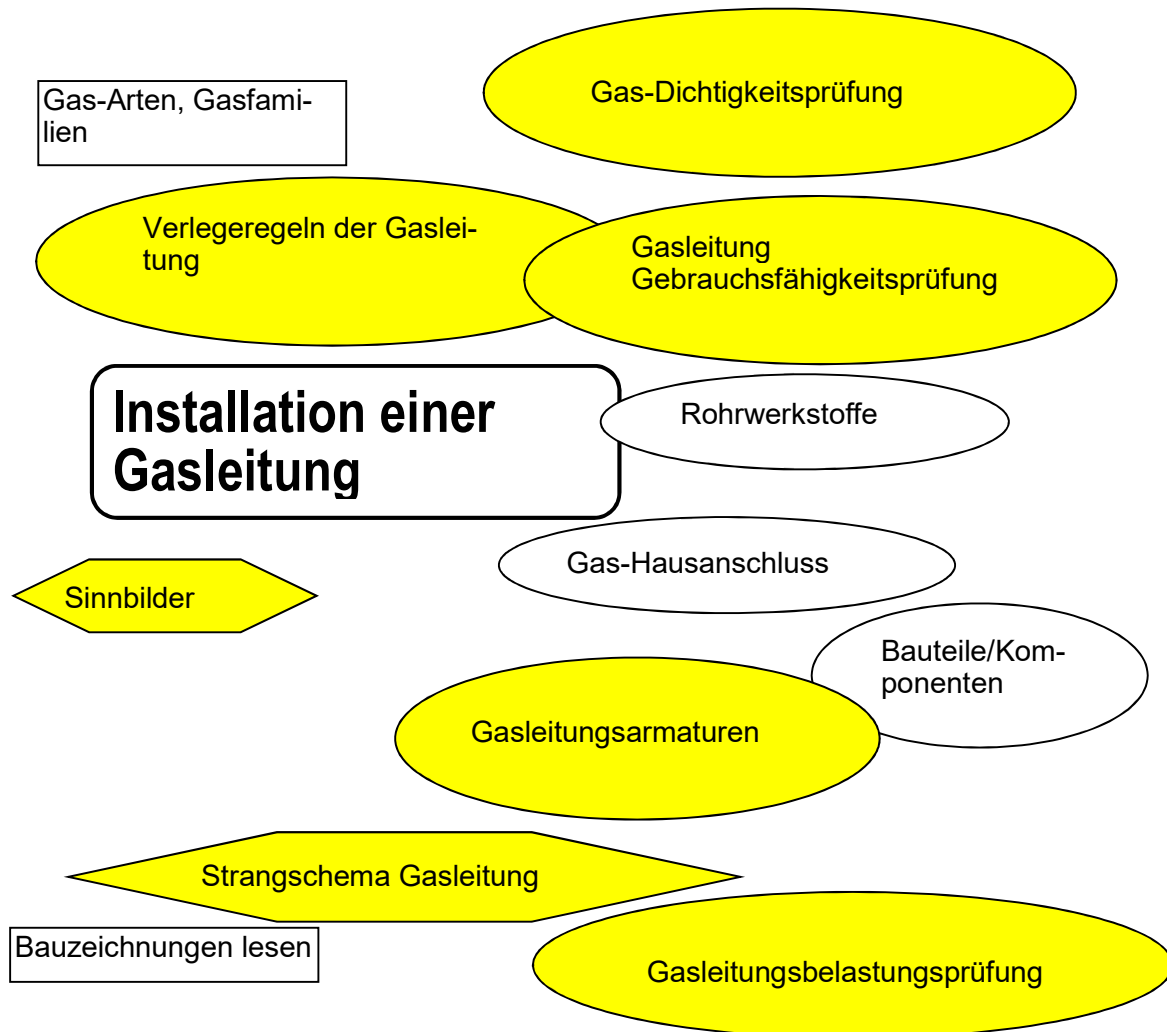 Gas-Dichtigkeitsprüfung
Gas-Arten, Gasfami-
lien
Verlegeregeln der Gaslei-
tung
Gasleitung
Gebrauchsfähigkeitsprüfung
Installation einer
Gasleitung
Rohrwerkstoffe
Gas-Hausanschluss
Sinnbilder
Bauteile/Kom-
ponenten
Gasleitungsarmaturen
Strangschema Gasleitung
Bauzeichnungen lesen
Gasleitungsbelastungsprüfung